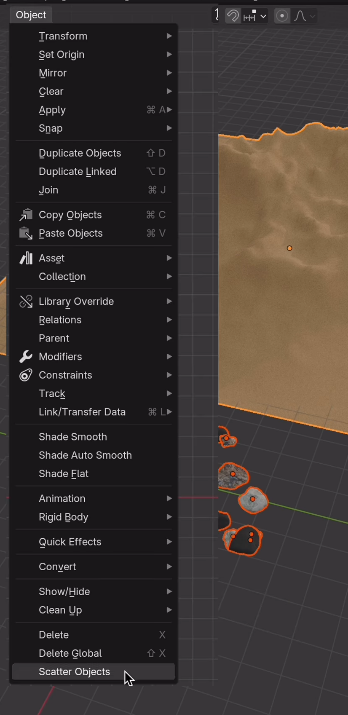 Object
Transform
Set Origin
Mirror
Clear
Apply ⌘ A
Snap
Duplicate Objects ⇧ D
Duplicate Linked ⌥ D
Join ⌘ J
Copy Objects ⌘ C
Paste Objects ⌘ V
Asset
Collection
Library Override
Relations
Parent
Modifiers
Constraints
Track
Link/Transfer Data ⌘ L
Shade Smooth
Shade Auto Smooth
Shade Flat
Animation
Rigid Body
Quick Effects
Convert
Show/Hide
Clean Up
Delete X
Delete Global ⇧ X
Scatter Objects